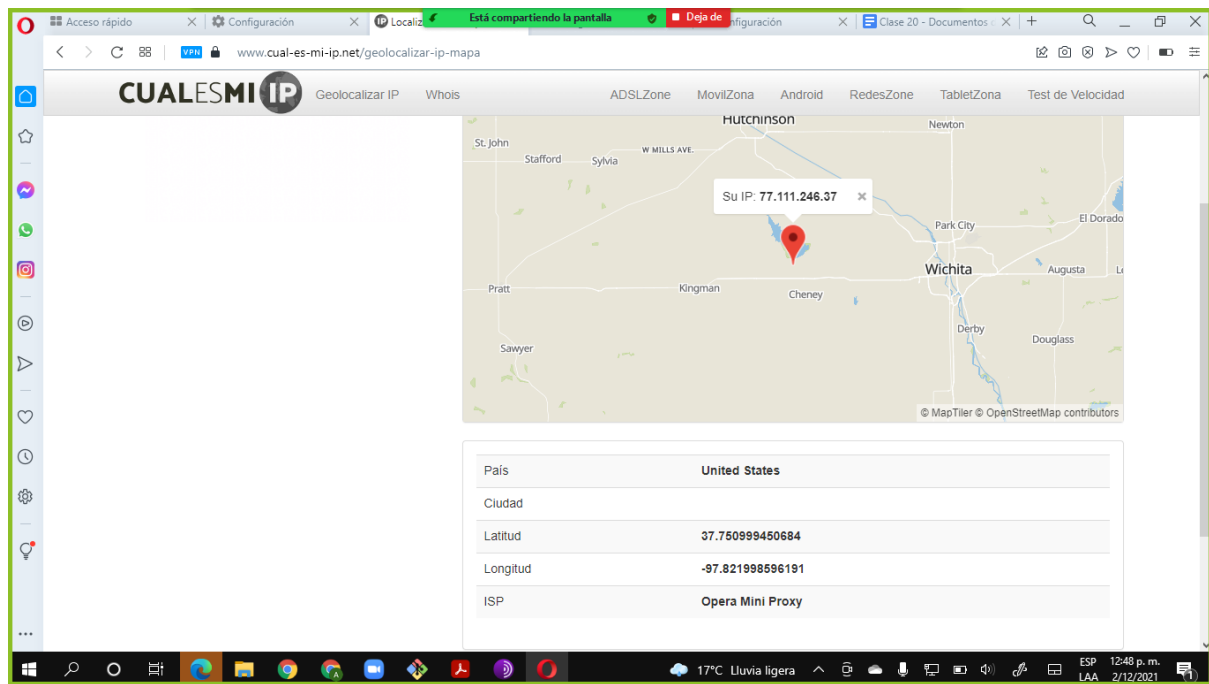 Acceso rápido
Configuración
Localiz
Está compartiendo la pantalla
Deja de
nfiguración
Clase 20 - Documentos
VPN
www.cual-es-mi-ip.net/geolocalizar-ip-mapa
CUALESMI IP
Geolocalizar IP
Whois
ADSLZone
MovilZona
Android
RedesZone
TabletZona
Test de Velocidad
Hutchinson
Newton
St. John
Stafford
Sylvia
W MILLS AVE.
Su IP: 77.111.246.37
El Dorado
Park City
Wichita
Augusta
Le
Pratt
Kingman
Cheney
Derby
Douglass
Sawyer
© MapTiler © OpenStreetMap contributors
País United States
Ciudad
Latitud 37.750999450684
Longitud -97.821998596191
ISP Opera Mini Proxy
17°C Lluvia ligera
ESP
LAA
12:48 p. m.
2/12/2021
1